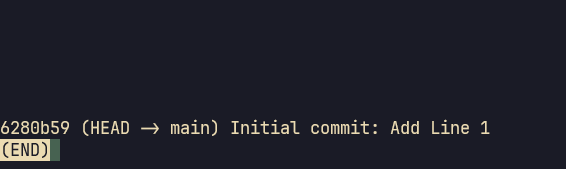 6280b59 (HEAD -> main) Initial commit: Add Line 1
(END)